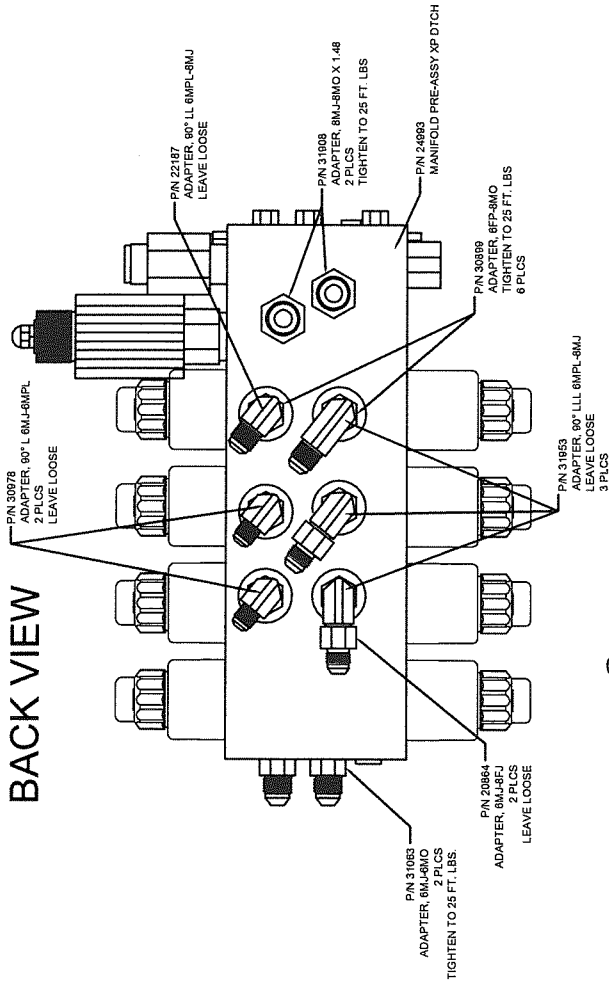 BACK VIEW
P/N 30978
ADAPTER, 90° L 6MJ-6MPL
2 PLCS
LEAVE LOOSE
P/N 22187
ADAPTER, 90° LL 6MPL-8MJ
LEAVE LOOSE
P/N 31908
ADAPTER, 8MJ-8MO X 1.48
2 PLCS
TIGHTEN TO 25 FT. LBS
P/N 24993
MANIFOLD PRE-ASSY XP DTCH
P/N 30899
ADAPTER, 6FP-8MO
TIGHTEN TO 25 FT. LBS
6 PLCS
P/N 31953
ADAPTER, 90° LLL 6MPL-8MJ
LEAVE LOOSE
3 PLCS
P/N 20864
ADAPTER, 6MJ-8FJ
2 PLCS
LEAVE LOOSE
P/N 31063
ADAPTER, 6MJ-6MO
2 PLCS
TIGHTEN TO 25 FT. LBS.